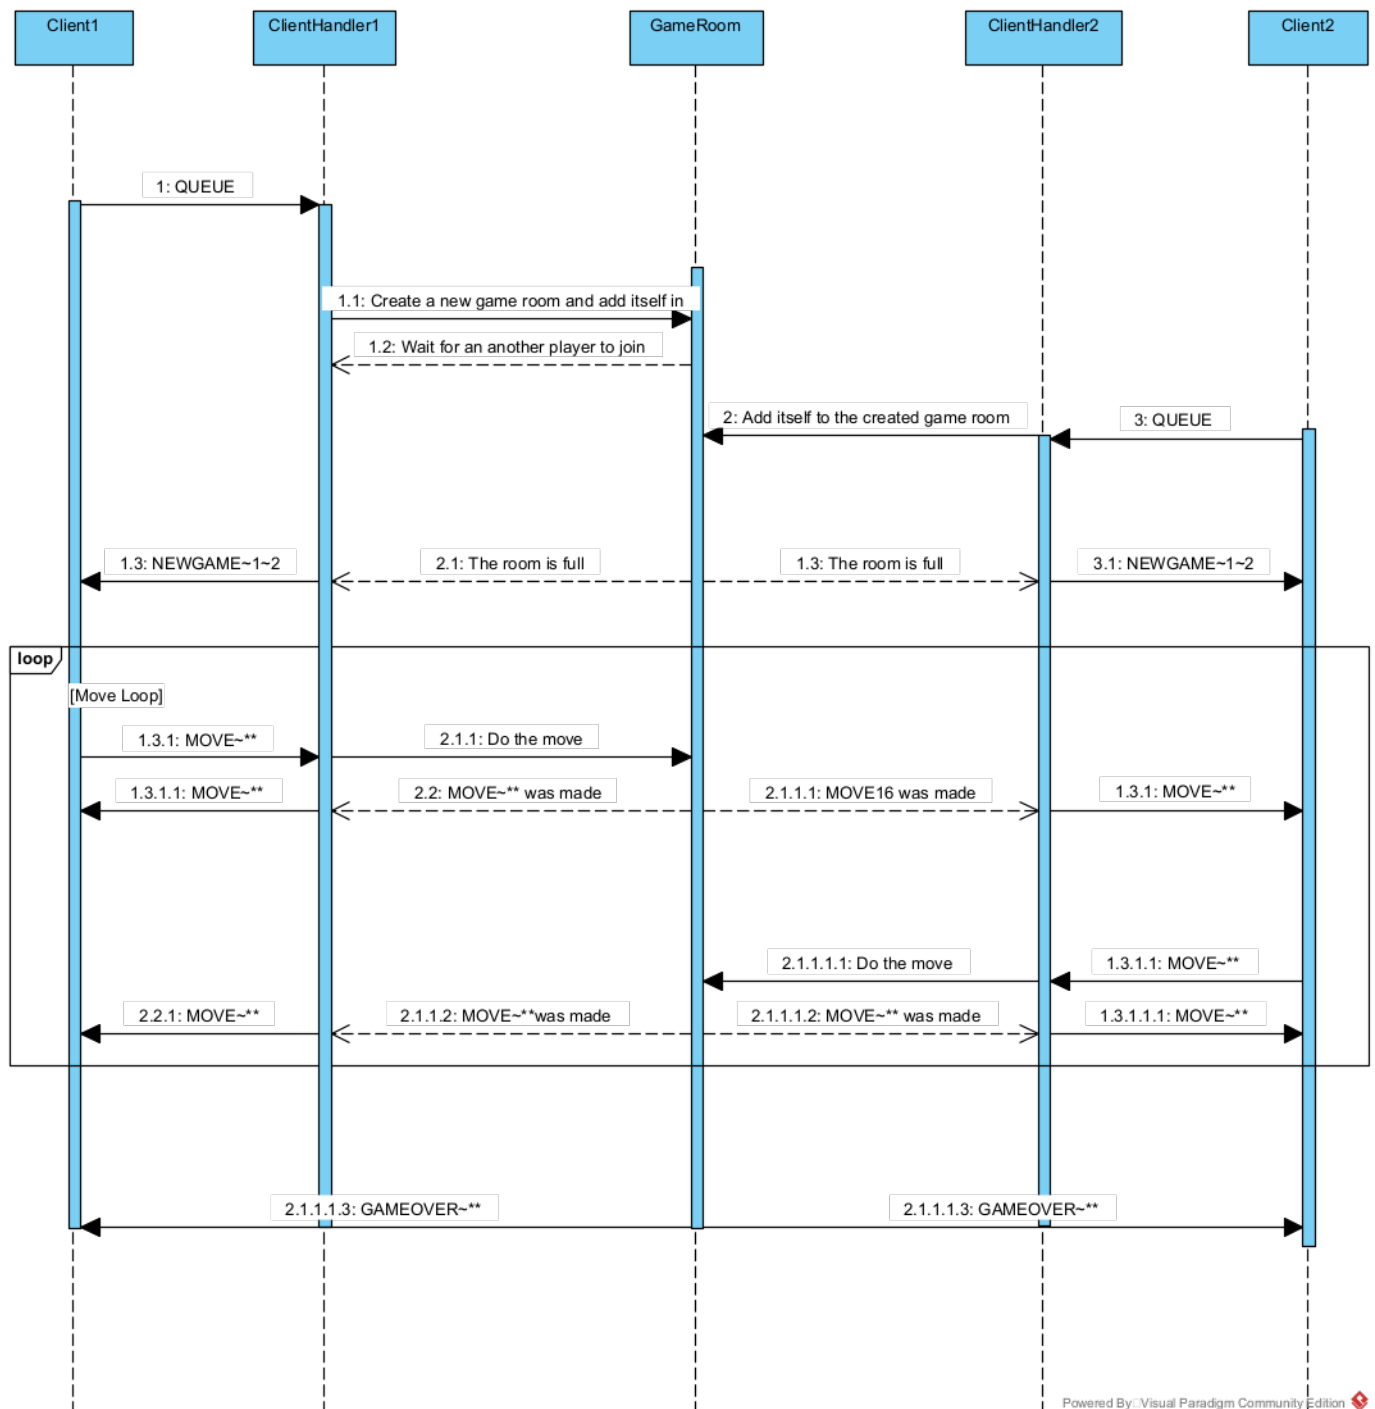 Client1
ClientHandler1
GameRoom
ClientHandler2
Client2
1: QUEUE
1.1: Create a new game room and add itself in
1.2: Wait for an another player to join
2: Add itself to the created game room
3: QUEUE
1.3: NEWGAME~1~2
2.1: The room is full
1.3: The room is full
3.1: NEWGAME~1~2
loop
[Move Loop]
1.3.1: MOVE~**
2.1.1: Do the move
1.3.1.1: MOVE~**
2.2: MOVE~** was made
2.1.1.1: MOVE16 was made
1.3.1: MOVE~**
2.1.1.1.1: Do the move
1.3.1.1: MOVE~**
2.2.1: MOVE~**
2.1.1.2: MOVE~**was made
2.1.1.1.2: MOVE~** was made
1.3.1.1.1: MOVE~**
2.1.1.1.3: GAMEOVER~**
2.1.1.1.3: GAMEOVER~**
Powered By Visual Paradigm Community Edition